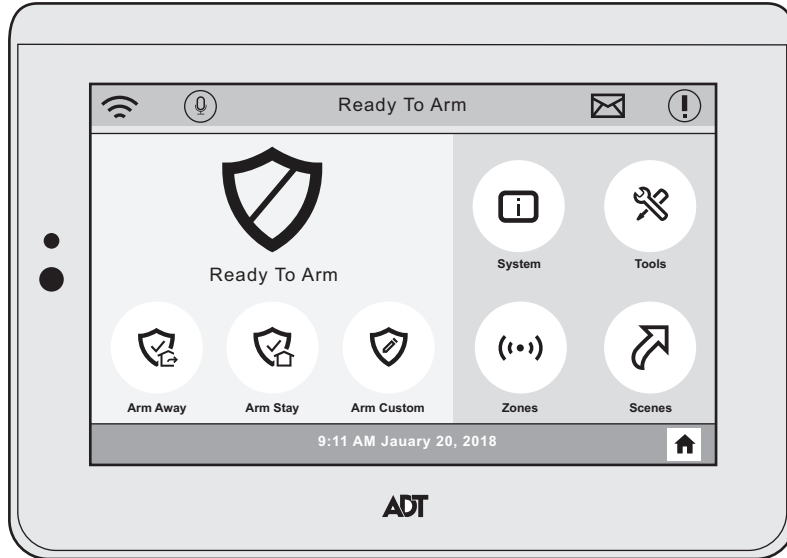 Ready To Arm
Ready To Arm
System
Tools
Arm Away
Arm Stay
Arm Custom
Zones
Scenes
9:11 AM Jauary 20, 2018
ADT